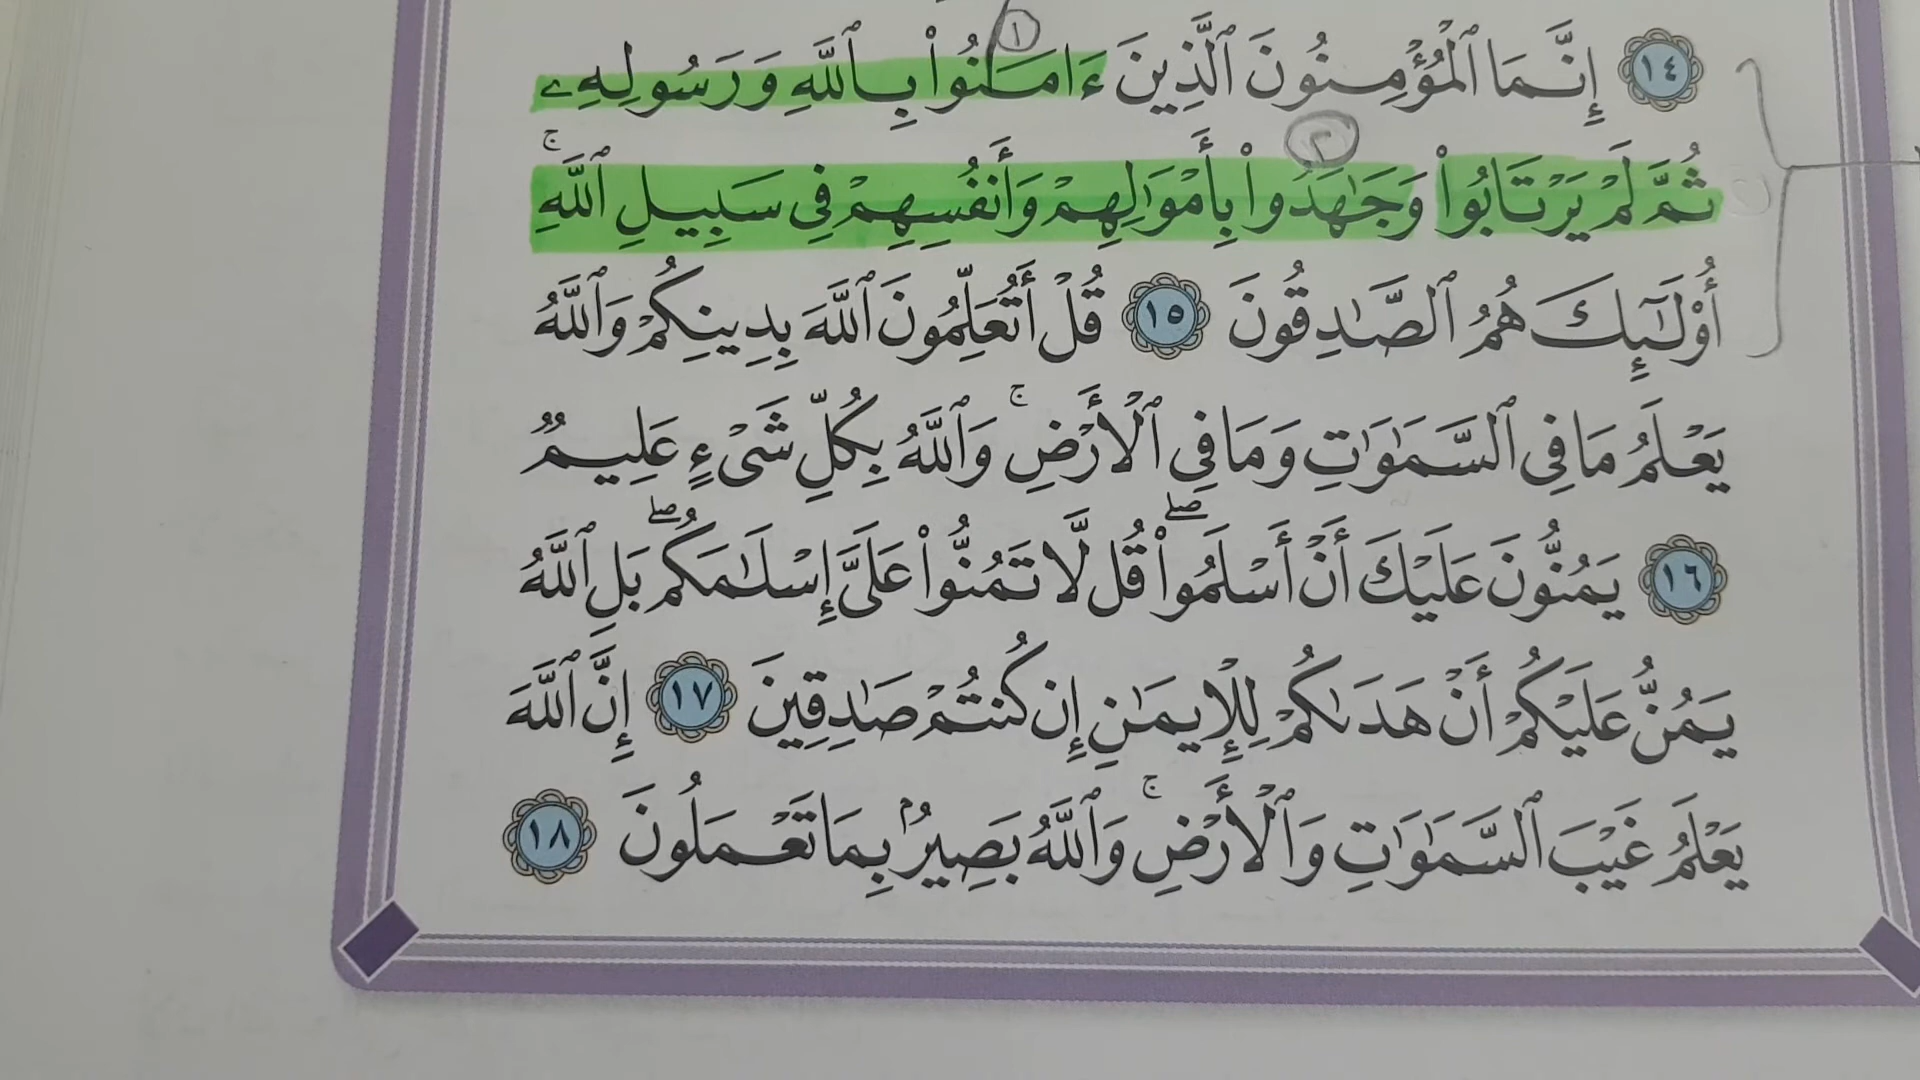 ١
١٤ إِنَّمَا ٱلْمُؤْمِنُونَ ٱلَّذِينَ ءَامَنُوا۟ بِٱللَّهِ وَرَسُولِهِۦ
٢
ثُمَّ لَمْ يَرْتَابُوا۟ وَجَـٰهَدُوا۟ بِأَمْوَٰلِهِمْ وَأَنفُسِهِمْ فِى سَبِيلِ ٱللَّهِ ۚ
أُو۟لَـٰٓئِكَ هُمُ ٱلصَّـٰدِقُونَ ١٥ قُلْ أَتُعَلِّمُونَ ٱللَّهَ بِدِينِكُمْ وَٱللَّهُ
يَعْلَمُ مَا فِى ٱلسَّمَـٰوَٰتِ وَمَا فِى ٱلْأَرْضِ ۚ وَٱللَّهُ بِكُلِّ شَىْءٍ عَلِيمٌ
١٦ يَمُنُّونَ عَلَيْكَ أَنْ أَسْلَمُوا۟ ۖ قُل لَّا تَمُنُّوا۟ عَلَىَّ إِسْلَـٰمَكُم ۖ بَلِ ٱللَّهُ
يَمُنُّ عَلَيْكُمْ أَنْ هَدَىٰكُمْ لِلْإِيمَـٰنِ إِن كُنتُمْ صَـٰدِقِينَ ١٧ إِنَّ ٱللَّهَ
يَعْلَمُ غَيْبَ ٱلسَّمَـٰوَٰتِ وَٱلْأَرْضِ ۚ وَٱللَّهُ بَصِيرٌۢ بِمَا تَعْمَلُونَ ١٨